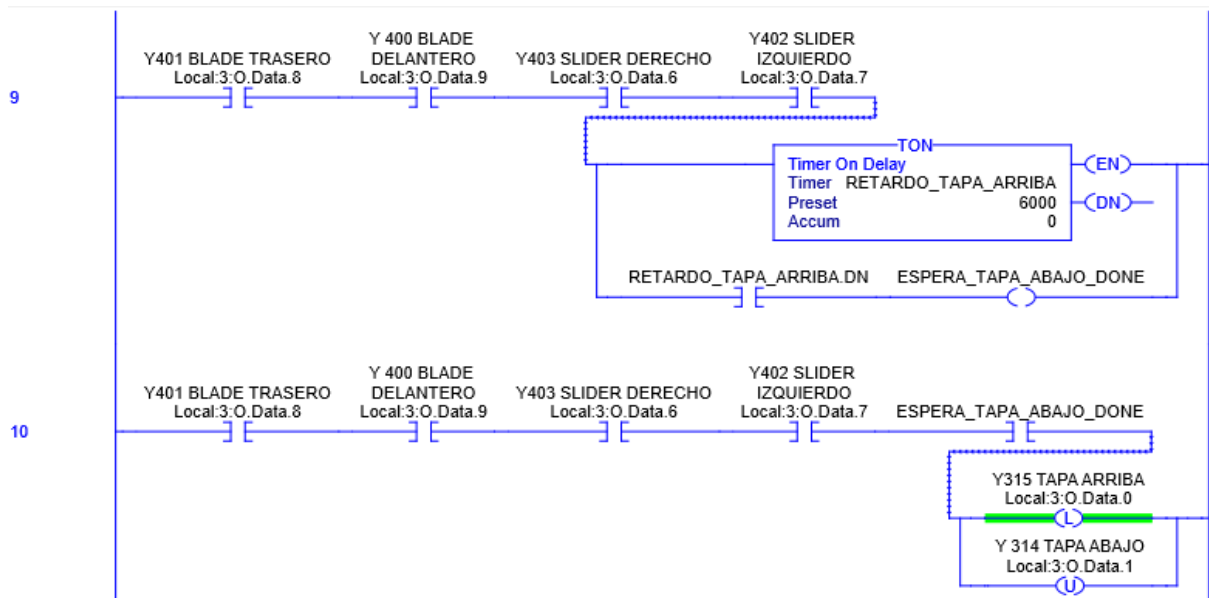 Y401 BLADE TRASERO
Local:3:O.Data.8
Y 400 BLADE
DELANTERO
Local:3:O.Data.9
Y403 SLIDER DERECHO
Local:3:O.Data.6
Y402 SLIDER
IZQUIERDO
Local:3:O.Data.7
9
TON
Timer On Delay
Timer RETARDO_TAPA_ARRIBA
Preset 6000
Accum 0
EN
DN
RETARDO_TAPA_ARRIBA.DN
ESPERA_TAPA_ABAJO_DONE
Y401 BLADE TRASERO
Local:3:O.Data.8
Y 400 BLADE
DELANTERO
Local:3:O.Data.9
Y403 SLIDER DERECHO
Local:3:O.Data.6
Y402 SLIDER
IZQUIERDO
Local:3:O.Data.7
ESPERA_TAPA_ABAJO_DONE
10
Y315 TAPA ARRIBA
Local:3:O.Data.0
L
Y 314 TAPA ABAJO
Local:3:O.Data.1
U